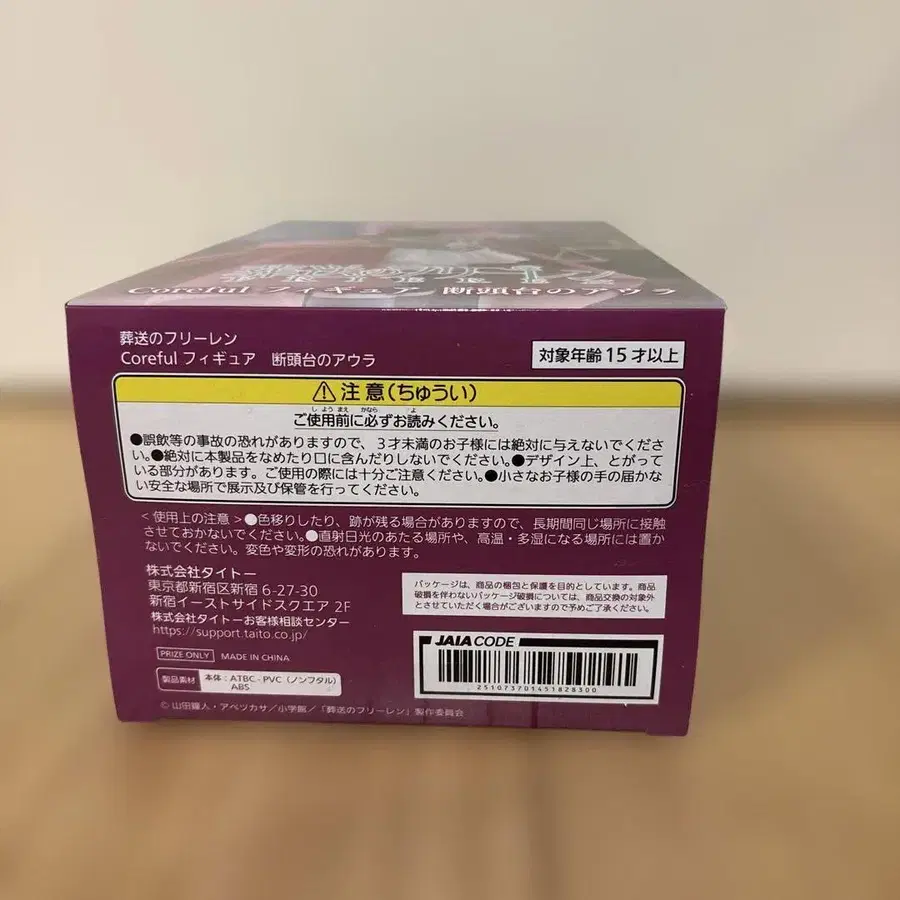 葬送のフリーレン
Coreful フィギュア 断頭台のアウラ
葬送のフリーレン
Coreful フィギュア 断頭台のアウラ
対象年齢 15 才以上
⚠注意(ちゅうい)
ご使用前に必ずお読みください。
しようまえ かなら よ
●誤飲等の事故の恐れがありますので、3才未満のお子様には絶対に与えないでくださ
い。●絶対に本製品をなめたり口に含んだりしないでください。●デザイン上、とがって
いる部分があります。ご使用の際には十分ご注意ください。●小さなお子様の手の届かな
い安全な場所で展示及び保管を行ってください。
<使用上の注意>●色移りしたり、跡が残る場合がありますので、長期間同じ場所に接触
させておかないでください。●直射日光のあたる場所や、高温・多湿になる場所には置か
ないでください。変色や変形の恐れがあります。
株式会社タイトー
東京都新宿区新宿 6-27-30
新宿イーストサイドスクエア 2F
株式会社タイトーお客様相談センター
https://support.taito.co.jp/
PRIZE ONLY MADE IN CHINA
製品素材 本体:ATBC-PVC(ノンフタル)
ABS
パッケージは、商品の梱包と保護を目的としています。商品
破損を伴わないパッケージ破損については、商品交換の対象外
とさせていただく場合がございますので予めご了承ください。
JAIA CODE
251073701451828300
© 山田鐘人・アベツカサ/小学館/「葬送のフリーレン」製作委員会